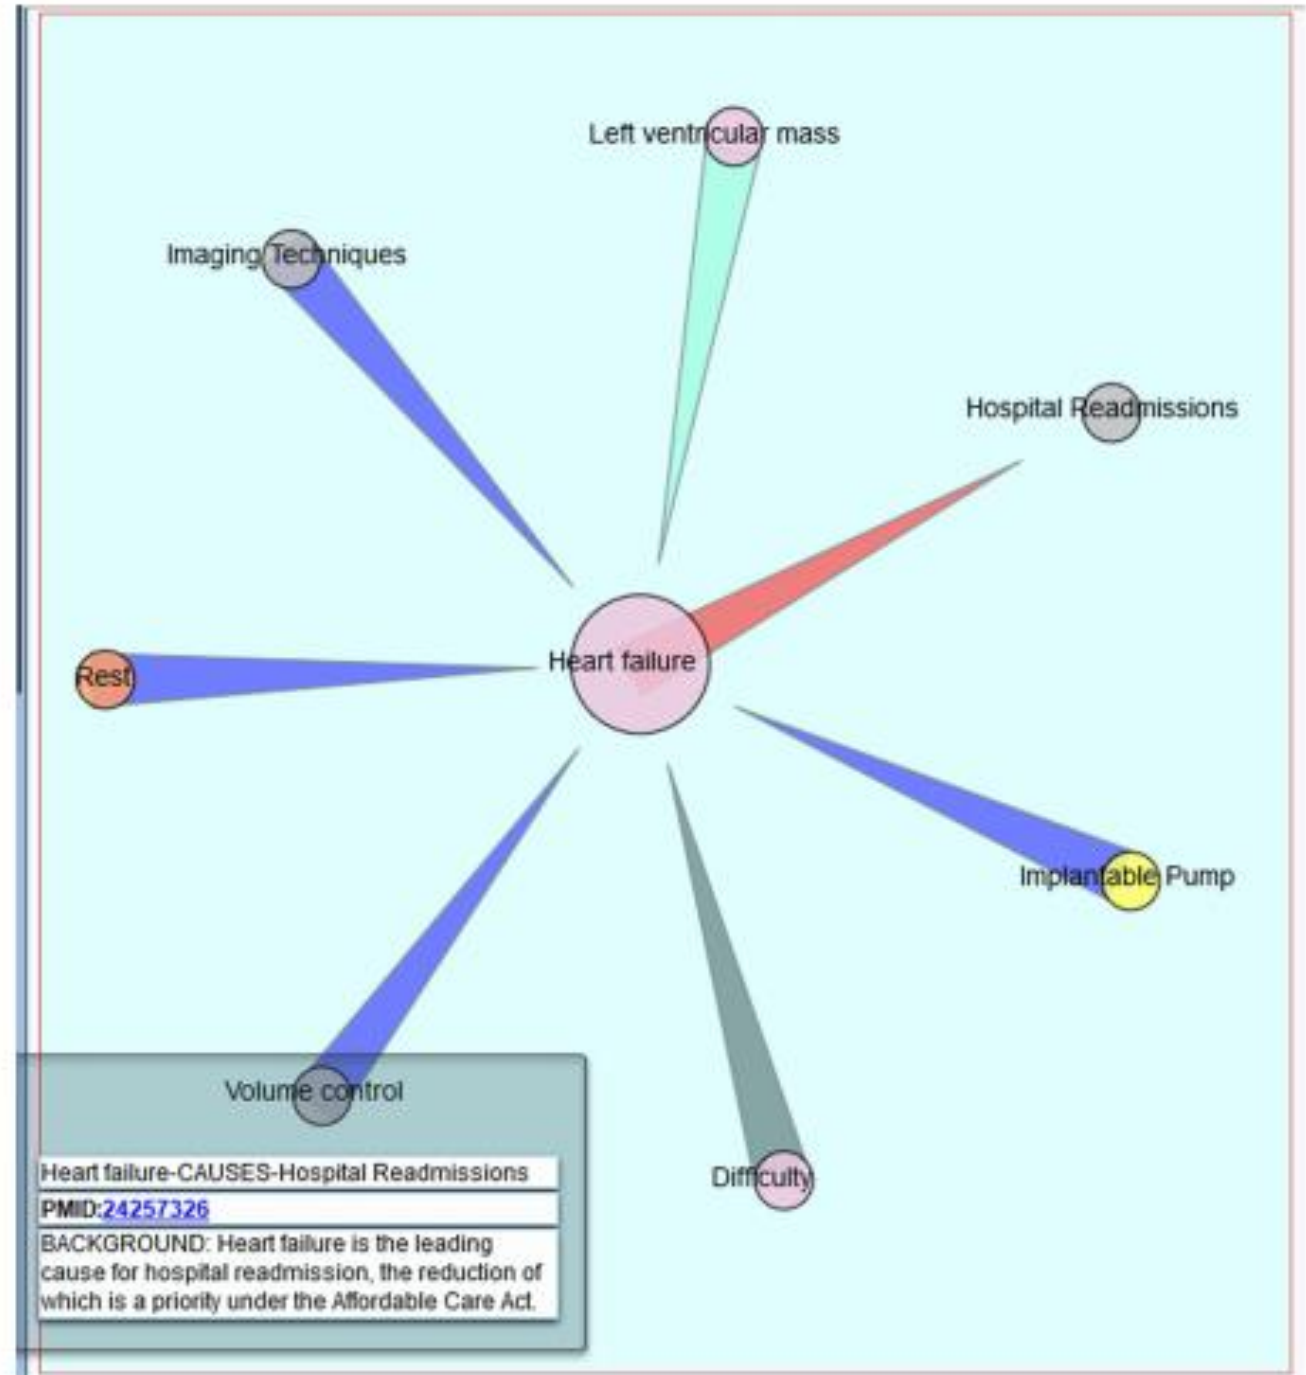 Left ventricular mass
Imaging Techniques
Hospital Readmissions
Heart failure
Rest
Implantable Pump
Volume control
Difficulty
Heart failure-CAUSES-Hospital Readmissions
PMID:24257326
BACKGROUND: Heart failure is the leading
cause for hospital readmission, the reduction of
which is a priority under the Affordable Care Act.